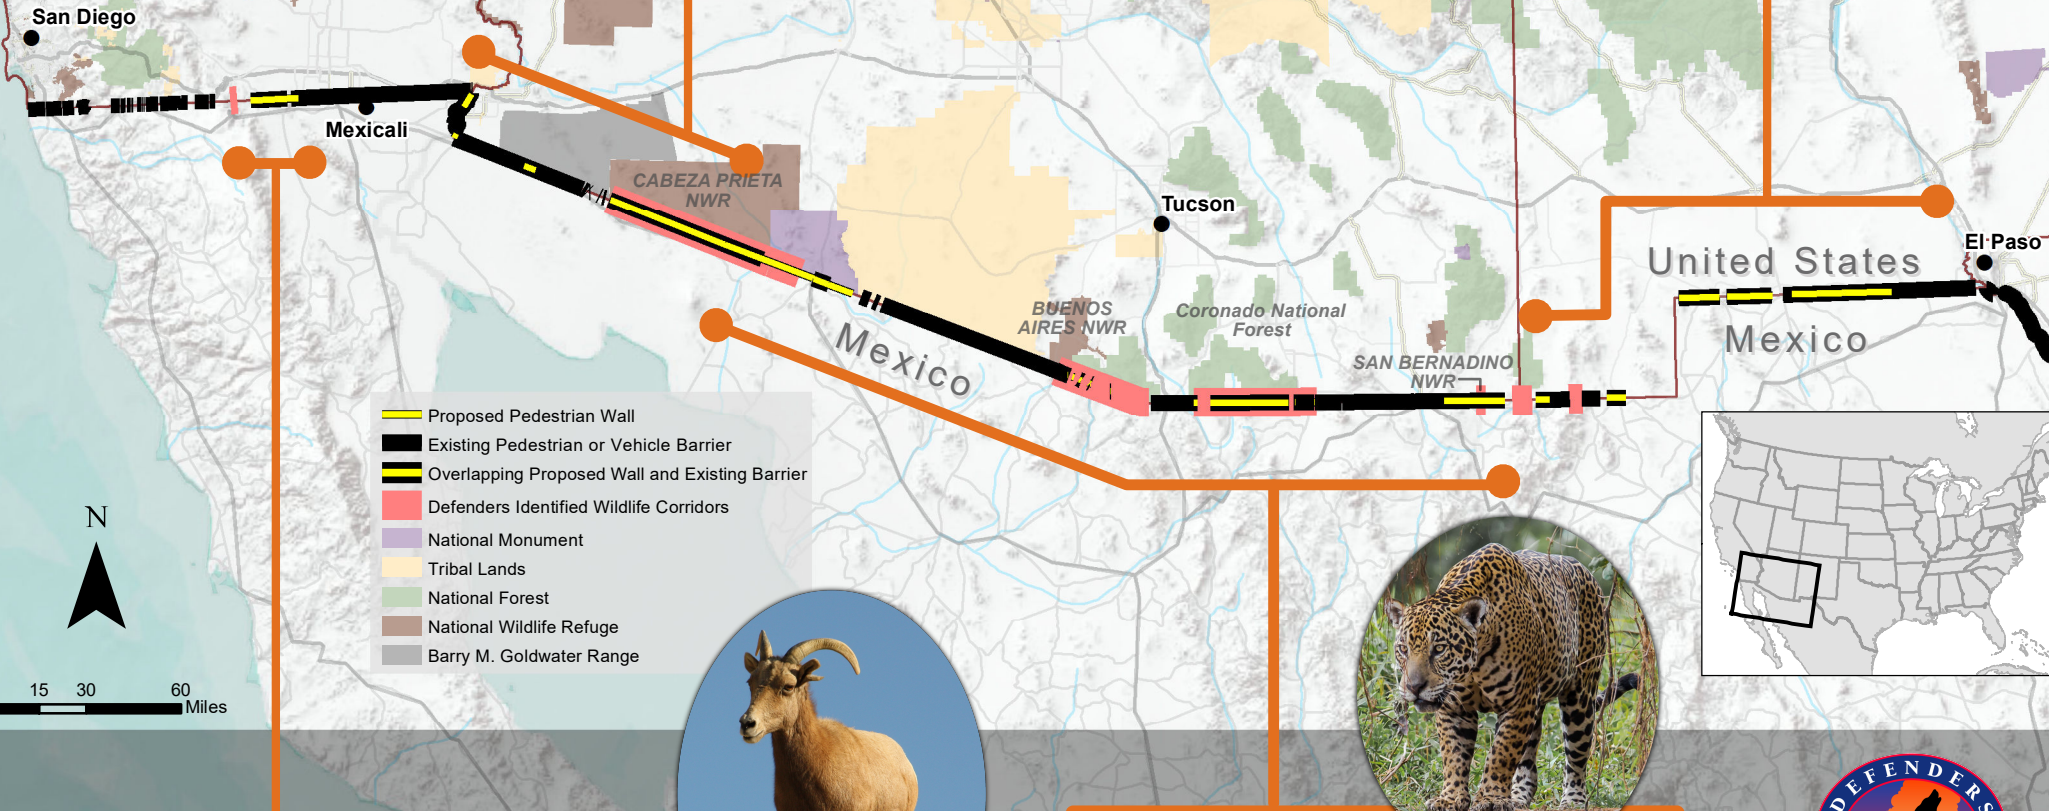 San Diego
Mexicali
CABEZA PRIETA
NWR
Tucson
El Paso
United States
Mexico
BUENOS
AIRES NWR
Coronado National
Forest
SAN BERNADINO
NWR
Mexico
Proposed Pedestrian Wall
Existing Pedestrian or Vehicle Barrier
Overlapping Proposed Wall and Existing Barrier
Defenders Identified Wildlife Corridors
National Monument
Tribal Lands
National Forest
National Wildlife Refuge
Barry M. Goldwater Range
N
15 30 60
Miles
DEFENDERS